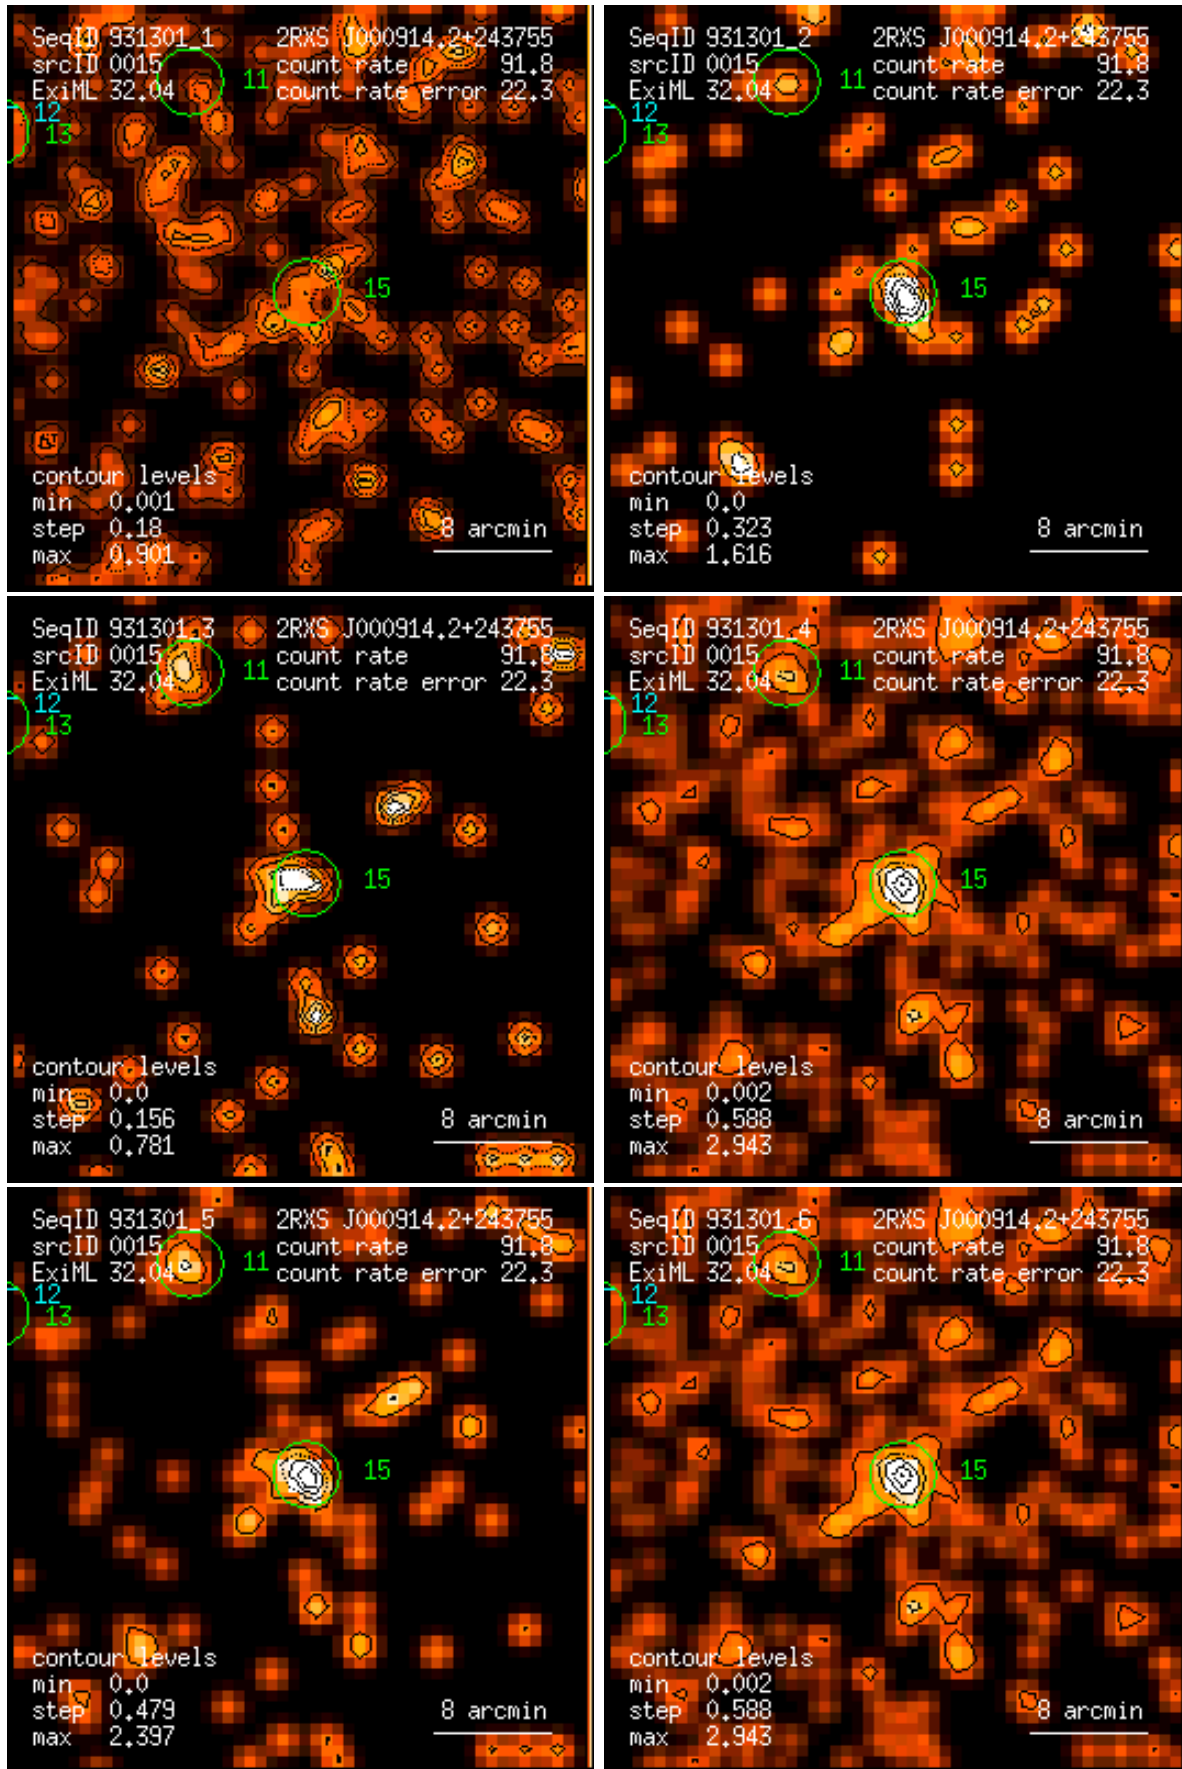 SeqID 931301_1 2RXS J000914.2+243755
srcID 0015 count rate 91.8
ExiML 32.04 11 count rate error 22.3
12
13
15
contour levels
min 0.001
step 0.18
max 0.901
8 arcmin
SeqID 931301_2 2RXS J000914.2+243755
srcID 0015 count rate 91.8
ExiML 32.04 11 count rate error 22.3
12
13
15
contour levels
min 0.0
step 0.323
max 1.616
8 arcmin
SeqID 931301_3 2RXS J000914.2+243755
srcID 0015 count rate 91.8
ExiML 32.04 11 count rate error 22.3
12
13
15
contour levels
min 0.0
step 0.156
max 0.781
8 arcmin
SeqID 931301_4 2RXS J000914.2+243755
srcID 0015 count rate 91.8
ExiML 32.04 11 count rate error 22.3
12
13
15
contour levels
min 0.002
step 0.588
max 2.943
8 arcmin
SeqID 931301_5 2RXS J000914.2+243755
srcID 0015 count rate 91.8
ExiML 32.04 11 count rate error 22.3
12
13
15
contour levels
min 0.0
step 0.479
max 2.397
8 arcmin
SeqID 931301_6 2RXS J000914.2+243755
srcID 0015 count rate 91.8
ExiML 32.04 11 count rate error 22.3
12
13
15
contour levels
min 0.002
step 0.588
max 2.943
8 arcmin